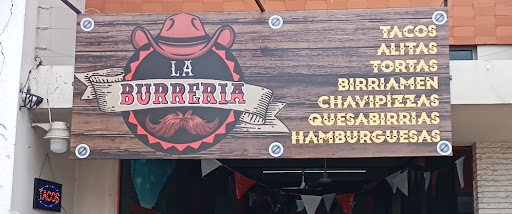 LA
BURRERIA
TACOS
ALITAS
TORTAS
BIRRIAMEN
CHAVIPIZZAS
QUESABIRRIAS
HAMBURGUESAS
TACOS